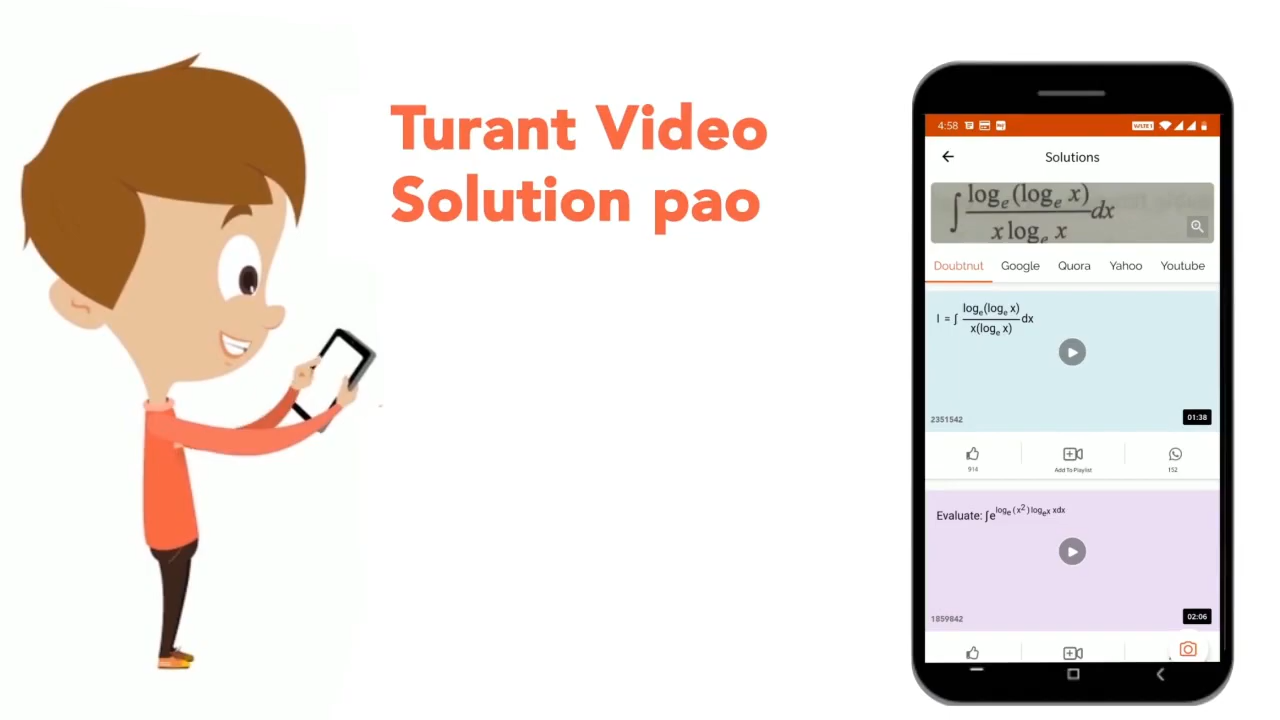 Turant Video
Solution pao
4:58
VoLTE1
Solutions
∫ logₑ(logₑ x) / x logₑ x dx
Doubtnut Google Quora Yahoo Youtube
I = ∫ logₑ(logₑ x) / x(logₑ x) dx
2351542 01:38
914 Add To Playlist 152
Evaluate: ∫e^logₑ(x²)logₑx xdx
1859842 02:06